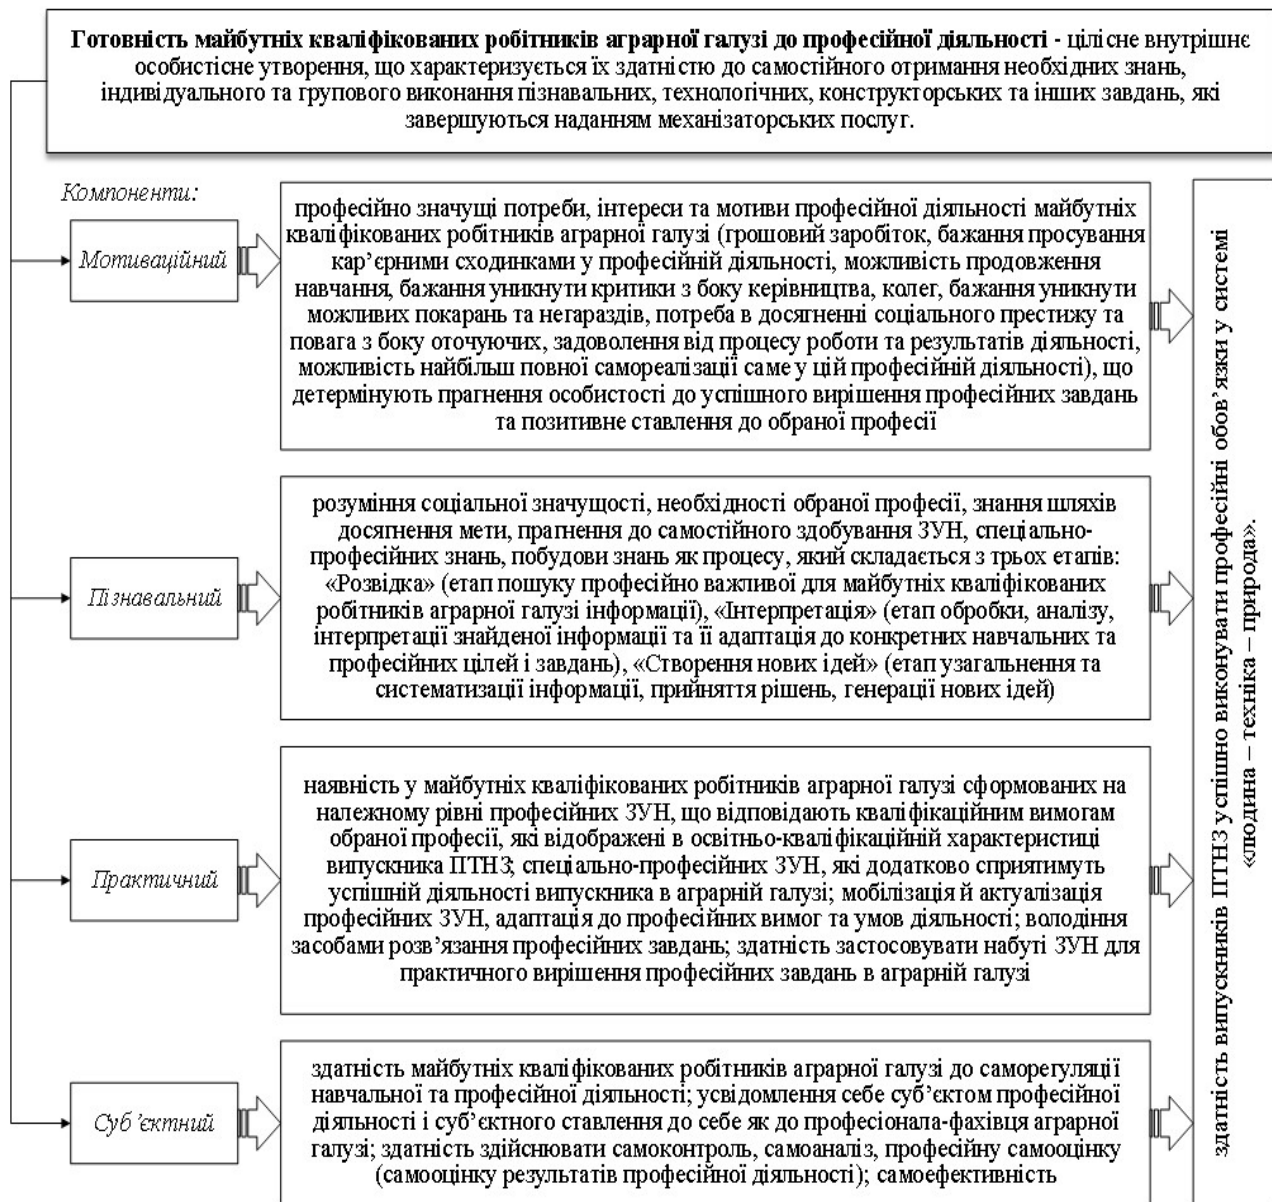 Готовність майбутніх кваліфікованих робітників аграрної галузі до професійної діяльності - цілісне внутрішнє
особистісне утворення, що характеризується їх здатністю до самостійного отримання необхідних знань,
індивідуального та групового виконання пізнавальних, технологічних, конструкторських та інших завдань, які
завершуються наданням механізаторських послуг.
Компоненти:
Мотиваційний
професійно значущі потреби, інтереси та мотиви професійної діяльності майбутніх
кваліфікованих робітників аграрної галузі (грошовий заробіток, бажання просування
кар’єрними сходинками у професійній діяльності, можливість продовження
навчання, бажання уникнути критики з боку керівництва, колег, бажання уникнути
можливих покарань та негараздів, потреба в досягненні соціального престижу та
повага з боку оточуючих, задоволення від процесу роботи та результатів діяльності,
можливість найбільш повної самореалізації саме у цій професійній діяльності), що
детермінують прагнення особистості до успішного вирішення професійних завдань
та позитивне ставлення до обраної професії
Пізнавальний
розуміння соціальної значущості, необхідності обраної професії, знання шляхів
досягнення мети, прагнення до самостійного здобування ЗУН, спеціально-
професійних знань, побудови знань як процесу, який складається з трьох етапів:
«Розвідка» (етап пошуку професійно важливої для майбутніх кваліфікованих
робітників аграрної галузі інформації), «Інтерпретація» (етап обробки, аналізу,
інтерпретації знайденої інформації та її адаптація до конкретних навчальних та
професійних цілей і завдань), «Створення нових ідей» (етап узагальнення та
систематизації інформації, прийняття рішень, генерації нових ідей)
Практичний
наявність у майбутніх кваліфікованих робітників аграрної галузі сформованих на
належному рівні професійних ЗУН, що відповідають кваліфікаційним вимогам
обраної професії, які відображені в освітньо-кваліфікаційній характеристиці
випускника ПТНЗ; спеціально-професійних ЗУН, які додатково сприятимуть
успішній діяльності випускника в аграрній галузі; мобілізація й актуалізація
професійних ЗУН, адаптація до професійних вимог та умов діяльності; володіння
засобами розв’язання професійних завдань; здатність застосовувати набуті ЗУН для
практичного вирішення професійних завдань в аграрній галузі
Суб’єктний
здатність майбутніх кваліфікованих робітників аграрної галузі до саморегуляції
навчальної та професійної діяльності; усвідомлення себе суб’єктом професійної
діяльності і суб’єктного ставлення до себе як до професіонала-фахівця аграрної
галузі; здатність здійснювати самоконтроль, самоаналіз, професійну самооцінку
(самооцінку результатів професійної діяльності); самоефективність
здатність випускників ПТНЗ успішно виконувати професійні обов’язки у системі
«людина – техніка – природа».